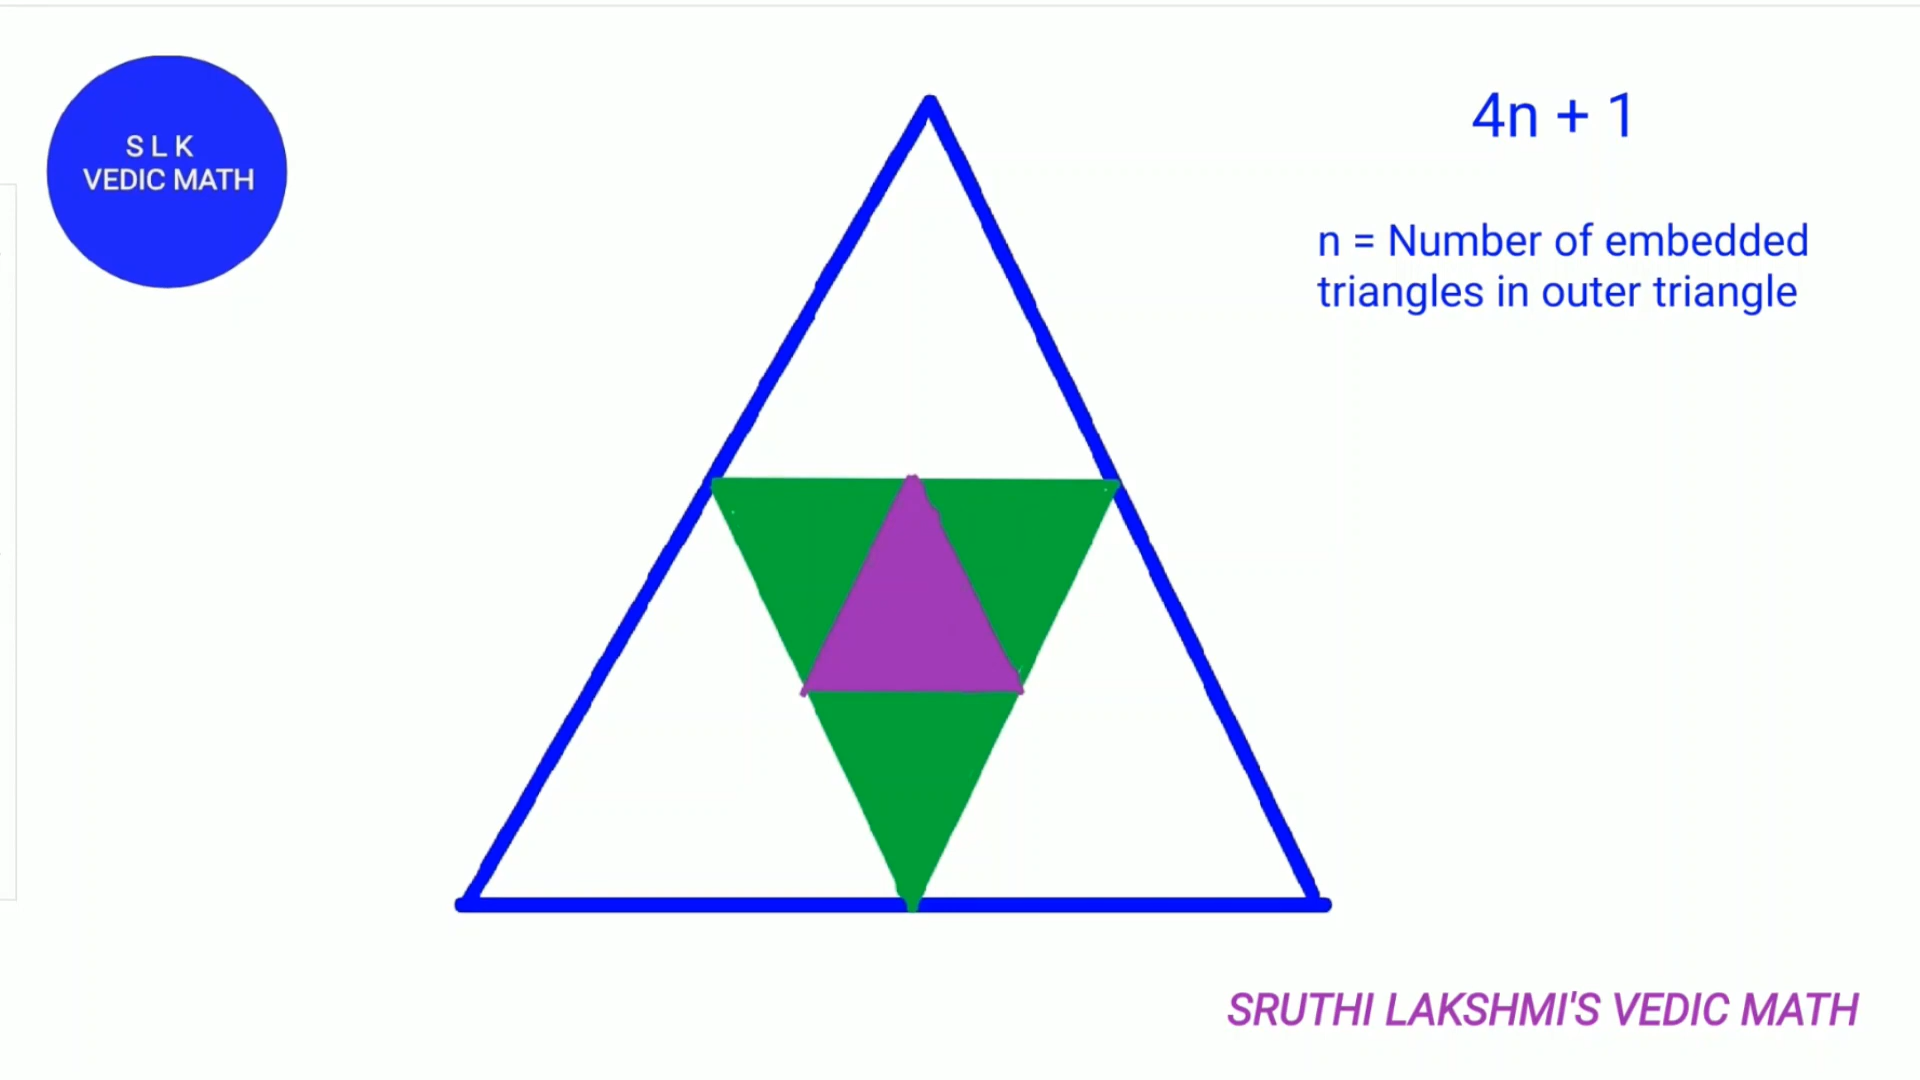 S L K
VEDIC MATH
4n + 1
n = Number of embedded
triangles in outer triangle
SRUTHI LAKSHMI'S VEDIC MATH